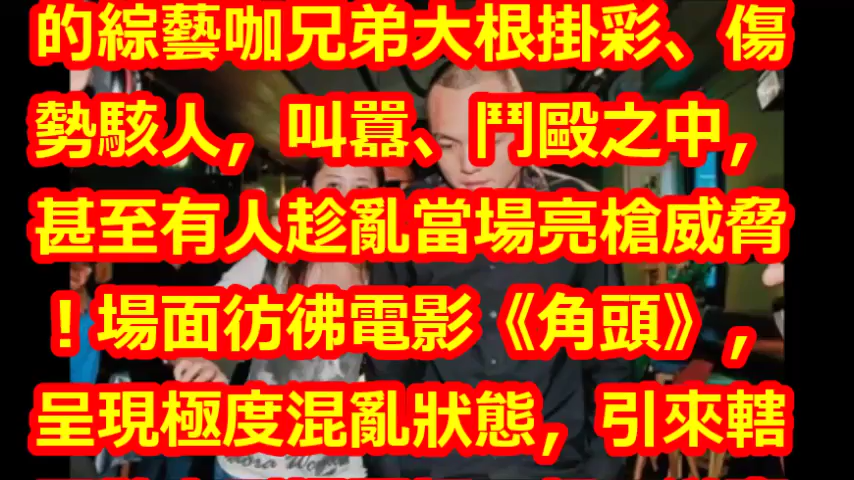 的綜藝咖兄弟大根掛彩、傷
勢駭人，叫囂、鬥毆之中，
甚至有人趁亂當場亮槍威脅
！場面彷彿電影《角頭》，
呈現極度混亂狀態，引來轄